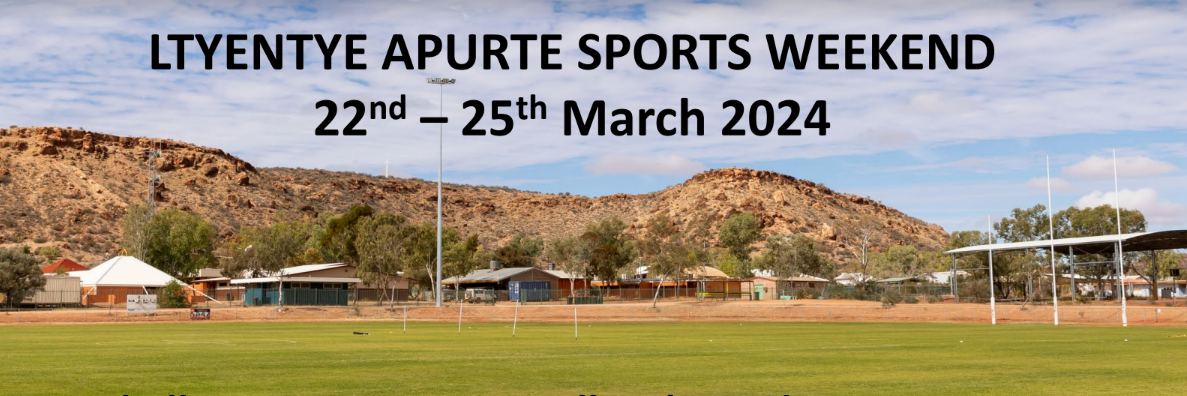 LTYENTYE APURTE SPORTS WEEKEND
22nd – 25th March 2024